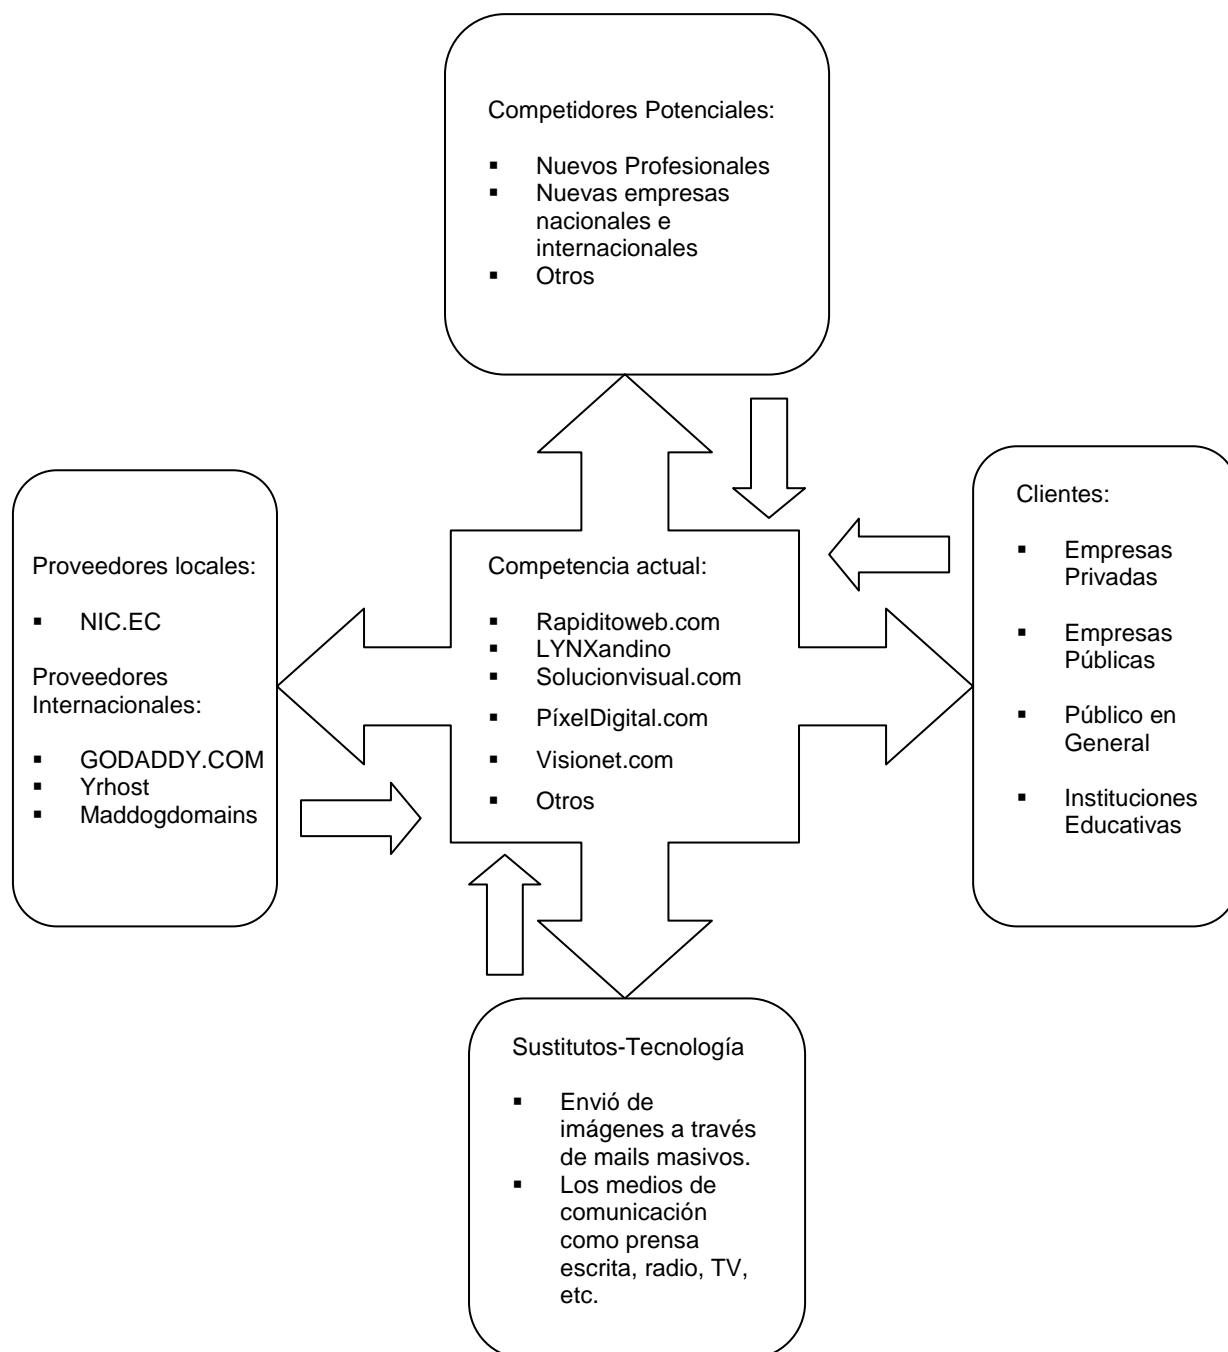 Competidores Potenciales:
▪ Nuevos Profesionales
▪ Nuevas empresas
nacionales e
internacionales
▪ Otros
Proveedores locales:
▪ NIC.EC
Proveedores
Internacionales:
▪ GODADDY.COM
▪ Yrhost
▪ Maddogdomains
Competencia actual:
▪ Rapiditoweb.com
▪ LYNXandino
▪ Solucionvisual.com
▪ PíxelDigital.com
▪ Visionet.com
▪ Otros
Clientes:
▪ Empresas
Privadas
▪ Empresas
Públicas
▪ Público en
General
▪ Instituciones
Educativas
Sustitutos-Tecnología
▪ Envió de
imágenes a través
de mails masivos.
▪ Los medios de
comunicación
como prensa
escrita, radio, TV,
etc.